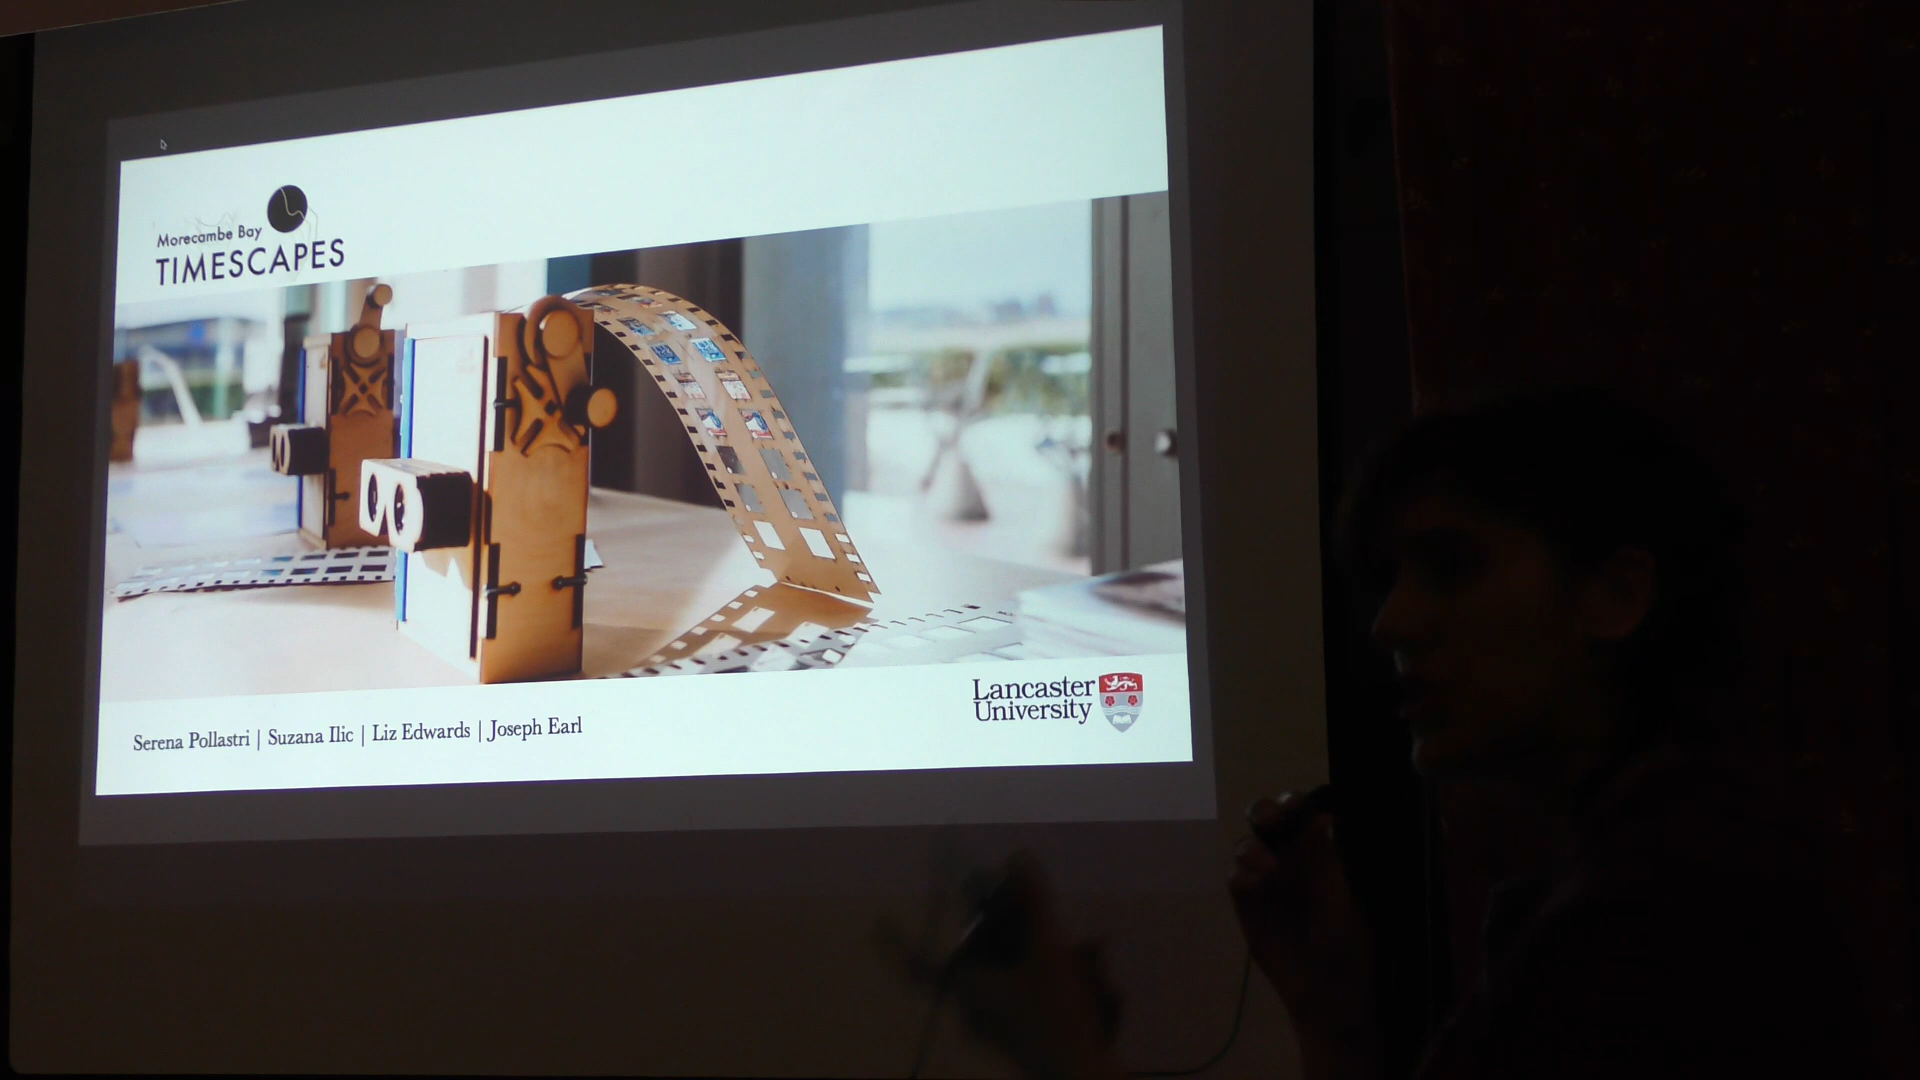 Morecambe Bay
TIMESCAPES
Serena Pollastri | Suzana Ilic | Liz Edwards | Joseph Earl
Lancaster
University